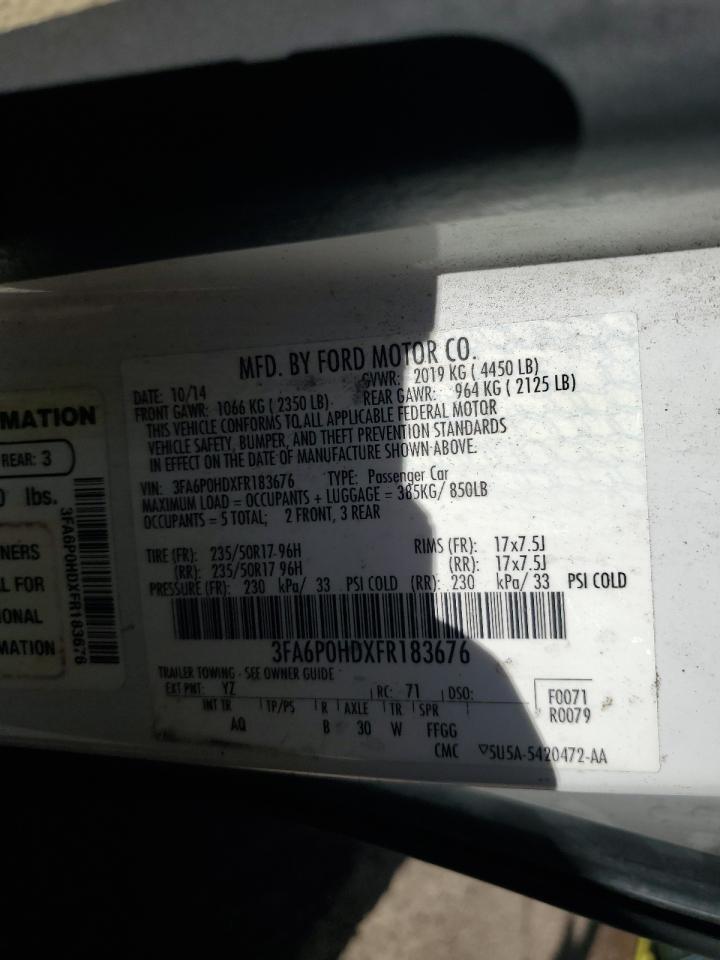 MFD. BY FORD MOTOR CO.
DATE: 10/14 GVWR: 2019 KG ( 4450 LB)
FRONT GAWR: 1066 KG ( 2350 LB) REAR GAWR: 964 KG ( 2125 LB)
THIS VEHICLE CONFORMS TO ALL APPLICABLE FEDERAL MOTOR
VEHICLE SAFETY, BUMPER, AND THEFT PREVENTION STANDARDS
IN EFFECT ON THE DATE OF MANUFACTURE SHOWN ABOVE.
VIN: 3FA6P0HDXFR183676 TYPE: Passenger Car
MAXIMUM LOAD = OCCUPANTS + LUGGAGE = 385KG/ 850LB
OCCUPANTS = 5 TOTAL; 2 FRONT, 3 REAR
TIRE (FR): 235/50R17 96H RIMS (FR): 17x7.5J
(RR): 235/50R17 96H (RR): 17x7.5J
PRESSURE (FR): 230 kPa/ 33 PSI COLD (RR): 230 kPa/ 33 PSI COLD
3FA6P0HDXFR183676
TRAILER TOWING - SEE OWNER GUIDE
EXT PNT: YZ RC: 71 DSO:
INT TR TP/PS R AXLE TR SPR
AQ B 30 W FFGG
F0071
R0079
CMC 5U5A-5420472-AA
RMATION
REAR: 3
0 lbs.
NERS
L FOR
IONAL
MATION
3FA6P0HDXFR183676